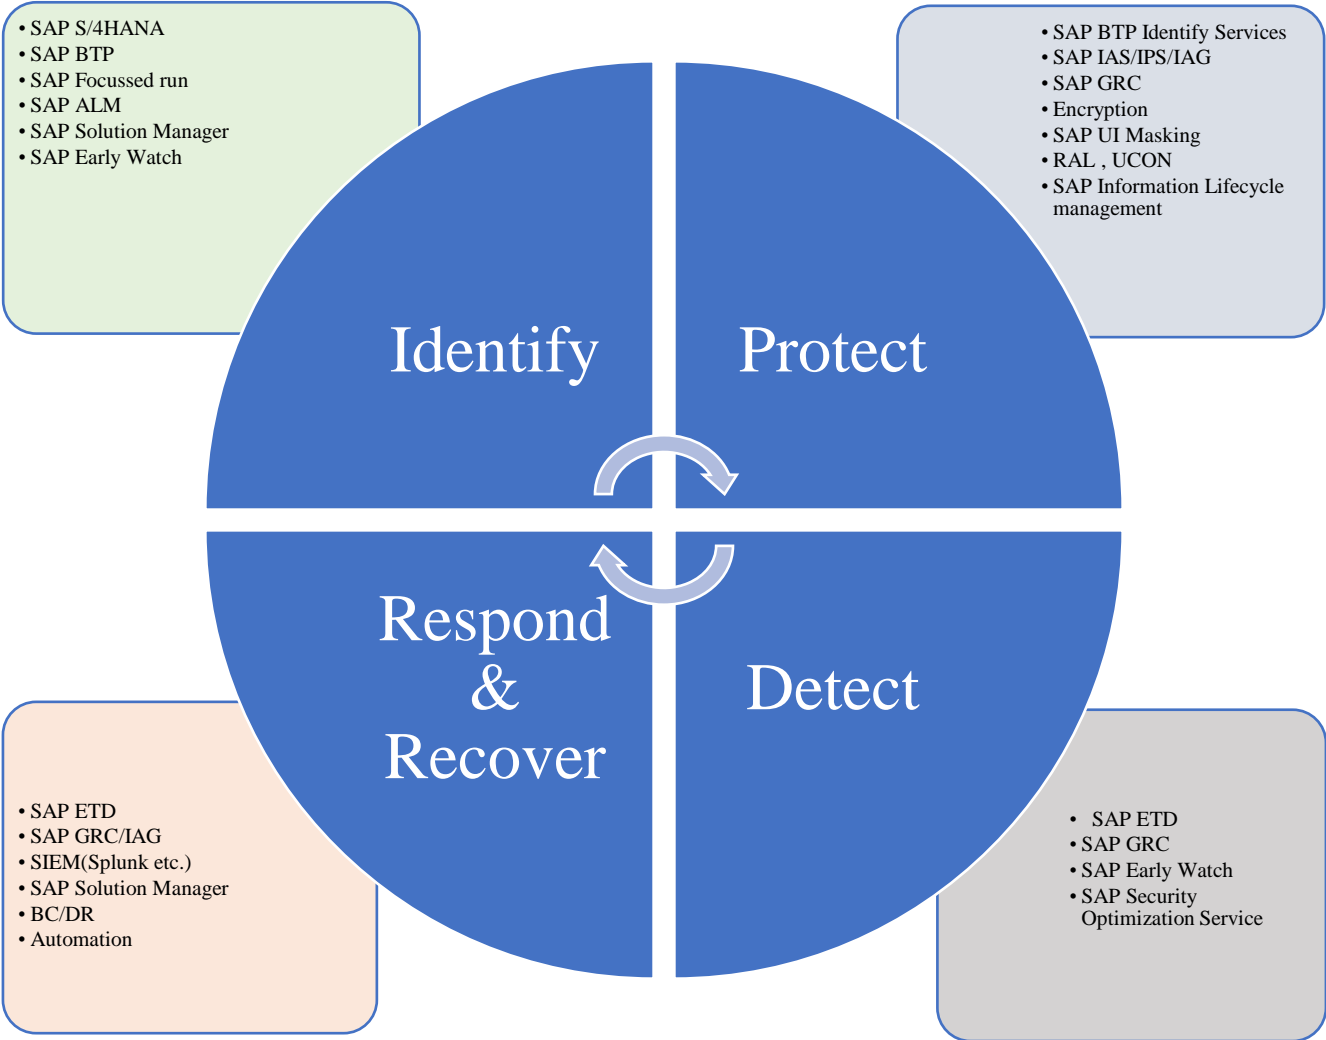 • SAP S/4HANA
• SAP BTP
• SAP Focussed run
• SAP ALM
• SAP Solution Manager
• SAP Early Watch
• SAP BTP Identify Services
• SAP IAS/IPS/IAG
• SAP GRC
• Encryption
• SAP UI Masking
• RAL , UCON
• SAP Information Lifecycle
management
Identify
Protect
Respond
&
Recover
Detect
• SAP ETD
• SAP GRC/IAG
• SIEM(Splunk etc.)
• SAP Solution Manager
• BC/DR
• Automation
• SAP ETD
• SAP GRC
• SAP Early Watch
• SAP Security
Optimization Service